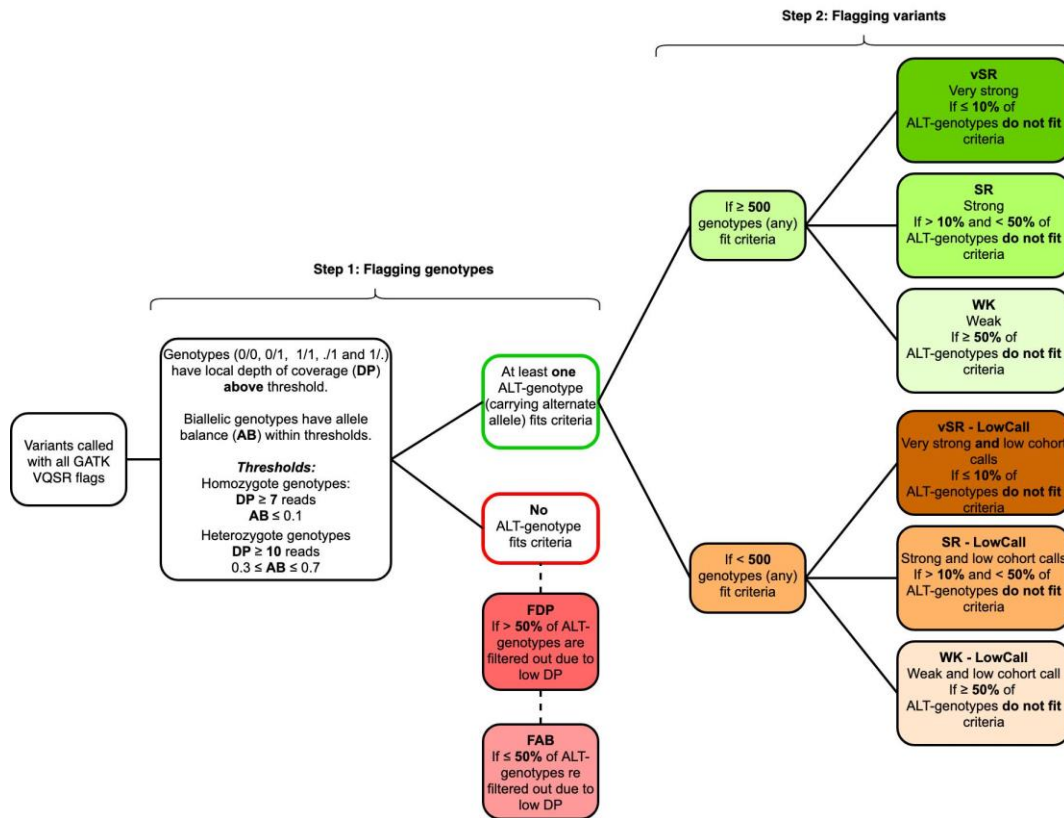 Step 2: Flagging variants
Step 1: Flagging genotypes
Variants called
with all GATK
VQSR flags
Genotypes (0/0, 0/1, 1/1, ./1 and 1/.)
have local depth of coverage (DP)
above threshold.
Biallelic genotypes have allele
balance (AB) within thresholds.
Thresholds:
Homozygote genotypes:
DP ≥ 7 reads
AB ≤ 0.1
Heterozygote genotypes
DP ≥ 10 reads
0.3 ≤ AB ≤ 0.7
At least one
ALT-genotype
(carrying alternate
allele) fits criteria
No
ALT-genotype
fits criteria
FDP
If > 50% of ALT-
genotypes are
filtered out due to
low DP
FAB
If ≤ 50% of ALT-
genotypes re
filtered out due to
low DP
If ≥ 500
genotypes (any)
fit criteria
If < 500
genotypes (any)
fit criteria
vSR
Very strong
If ≤ 10% of
ALT-genotypes do not fit
criteria
SR
Strong
If > 10% and < 50% of
ALT-genotypes do not fit
criteria
WK
Weak
If ≥ 50% of
ALT-genotypes do not fit
criteria
vSR - LowCall
Very strong and low cohort
calls
If ≤ 10% of
ALT-genotypes do not fit
criteria
SR - LowCall
Strong and low cohort calls
If > 10% and < 50% of
ALT-genotypes do not fit
criteria
WK - LowCall
Weak and low cohort call
If ≥ 50% of
ALT-genotypes do not fit
criteria